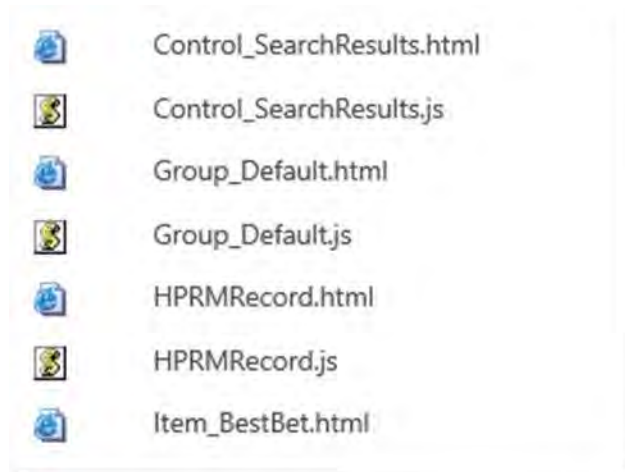 Control_SearchResults.html
Control_SearchResults.js
Group_Default.html
Group_Default.js
HPRMRecord.html
HPRMRecord.js
Item_BestBet.html